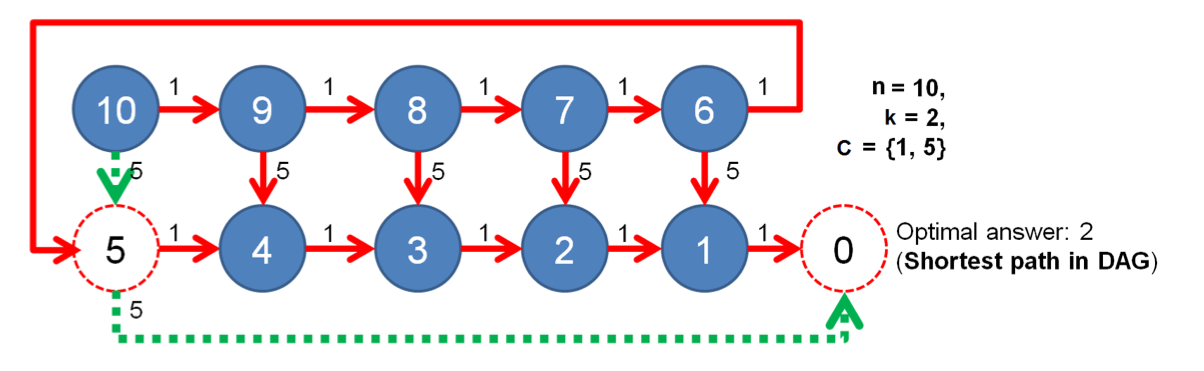 1 1 1 1 1
10 9 8 7 6
n = 10,
k = 2,
C = {1, 5}
5 5 5 5 5
1 1 1 1 1
5 4 3 2 1 0
Optimal answer: 2
(Shortest path in DAG)
5